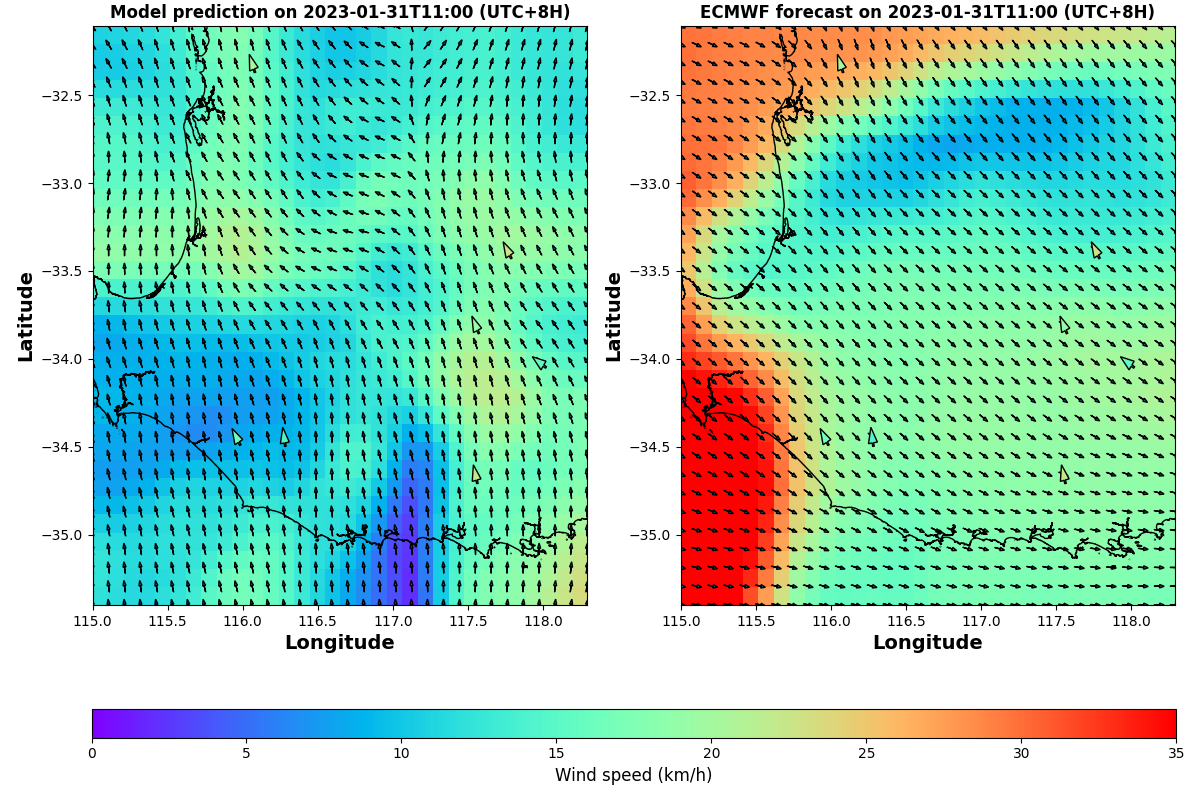 Model prediction on 2023-01-31T11:00 (UTC+8H)
ECMWF forecast on 2023-01-31T11:00 (UTC+8H)
Latitude
−32.5
−33.0
−33.5
−34.0
−34.5
−35.0
115.0 115.5 116.0 116.5 117.0 117.5 118.0
Longitude
Latitude
−32.5
−33.0
−33.5
−34.0
−34.5
−35.0
115.0 115.5 116.0 116.5 117.0 117.5 118.0
Longitude
0 5 10 15 20 25 30 35
Wind speed (km/h)